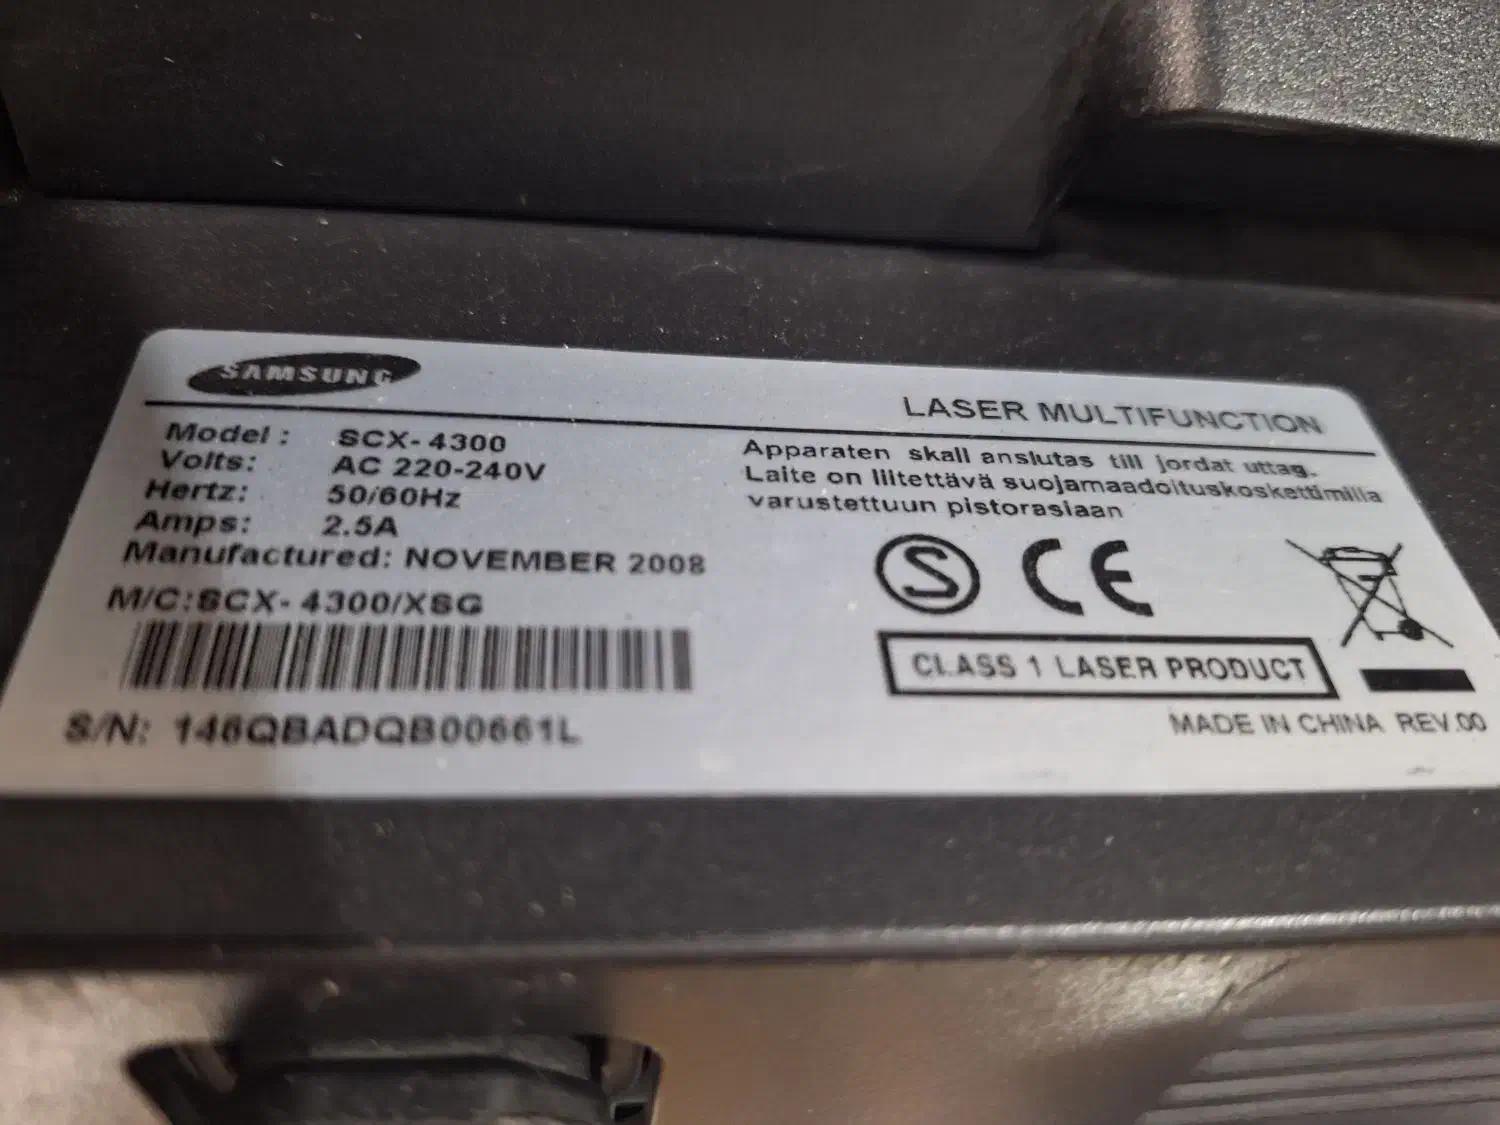 SAMSUNG
LASER MULTIFUNCTION
Model : SCX-4300
Volts: AC 220-240V
Hertz: 50/60Hz
Amps: 2.5A
Manufactured: NOVEMBER 2008
M/C:SCX-4300/XSG
S/N: 146QBADQB00661L
Apparaten skall anslutas till jordat uttag.
Laite on liitettävä suojamaadoituskoskettimilla
varustettuun pistorasiaan
S
CE
CLASS 1 LASER PRODUCT
MADE IN CHINA REV.00